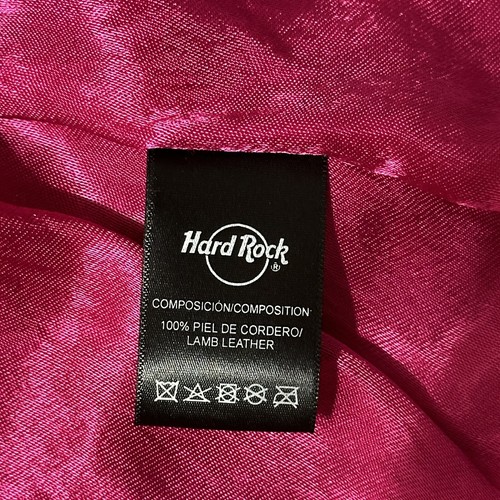 Hard Rock
®
COMPOSICIÓN/COMPOSITION
100% PIEL DE CORDERO/
LAMB LEATHER